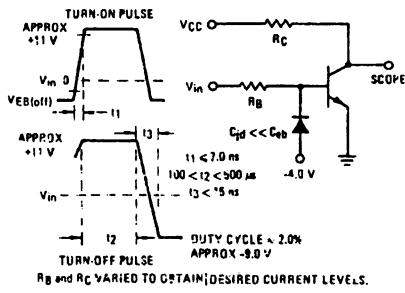 TURN-ON PULSE
APPROX
+11 V
Vin 0
VEB(off)
t1
VCC
RC
SCOPE
Vin
RB
Cjd << Ceb
-4.0 V
APPROX
+11 V
t3
Vin
t1 ≤ 7.0 ns
100 < t2 < 500 µs
t3 < 15 ns
t2
DUTY CYCLE ≈ 2.0%
APPROX -9.0 V
TURN-OFF PULSE
RB and RC VARIED TO OBTAIN DESIRED CURRENT LEVELS.